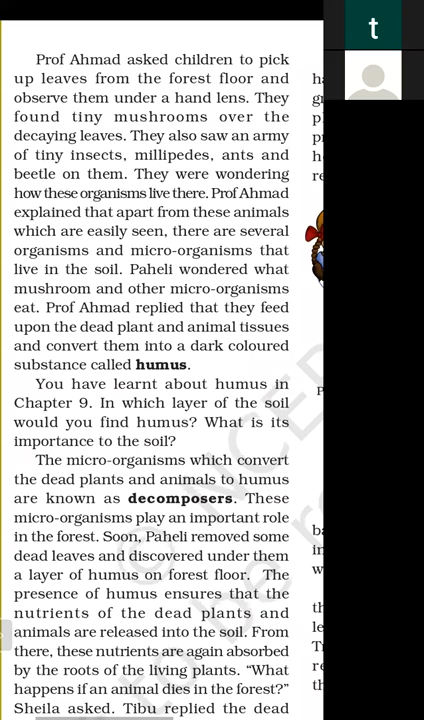 t
Prof Ahmad asked children to pick
up leaves from the forest floor and
observe them under a hand lens. They
found tiny mushrooms over the
decaying leaves. They also saw an army
of tiny insects, millipedes, ants and
beetle on them. They were wondering
how these organisms live there. Prof Ahmad
explained that apart from these animals
which are easily seen, there are several
organisms and micro-organisms that
live in the soil. Paheli wondered what
mushroom and other micro-organisms
eat. Prof Ahmad replied that they feed
upon the dead plant and animal tissues
and convert them into a dark coloured
substance called humus.
You have learnt about humus in
Chapter 9. In which layer of the soil
would you find humus? What is its
importance to the soil?
The micro-organisms which convert
the dead plants and animals to humus
are known as decomposers. These
micro-organisms play an important role
in the forest. Soon, Paheli removed some
dead leaves and discovered under them
a layer of humus on forest floor. The
presence of humus ensures that the
nutrients of the dead plants and
animals are released into the soil. From
there, these nutrients are again absorbed
by the roots of the living plants. “What
happens if an animal dies in the forest?”
Sheila asked. Tibu replied the dead